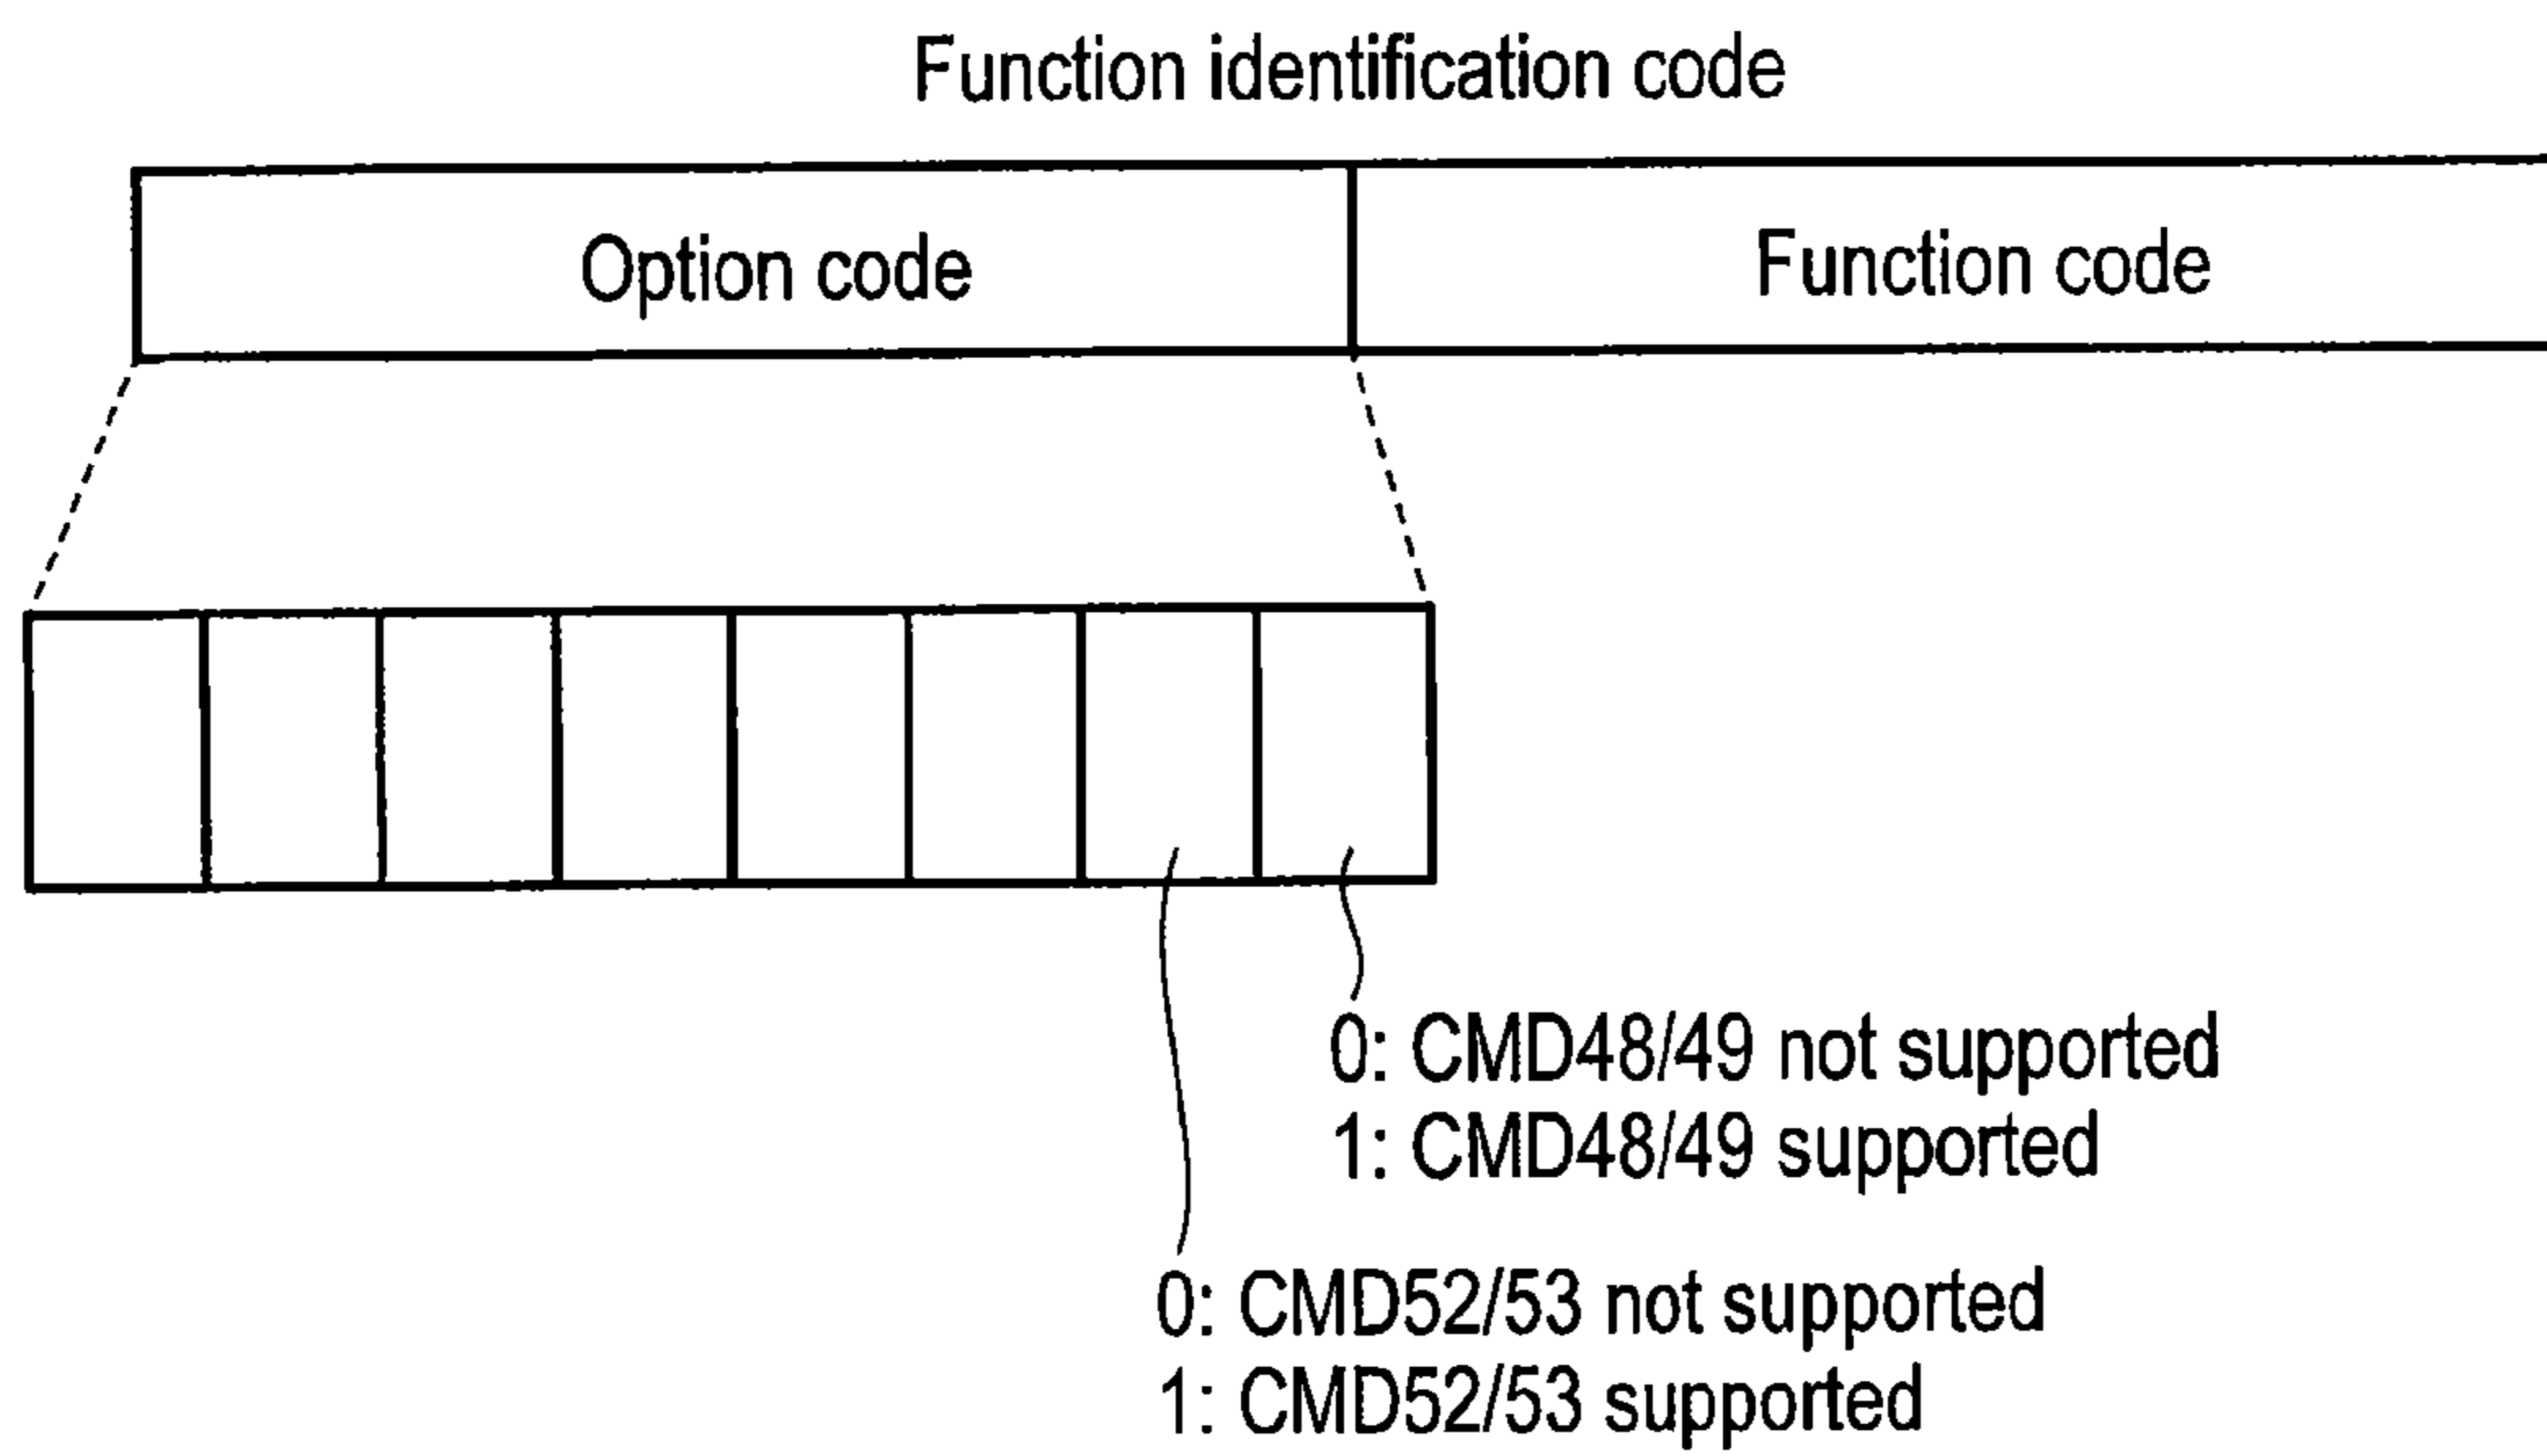 Function identification code
Option code
Function code
0: CMD48/49 not supported
1: CMD48/49 supported
0: CMD52/53 not supported
1: CMD52/53 supported